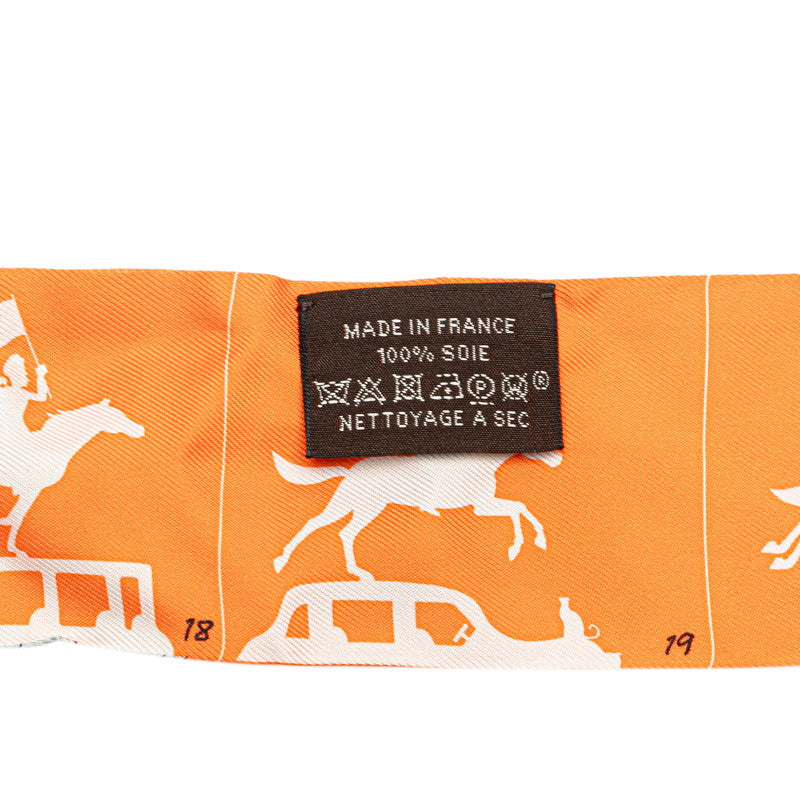 MADE IN FRANCE
100% SOIE
P W ®
NETTOYAGE A SEC
18
19